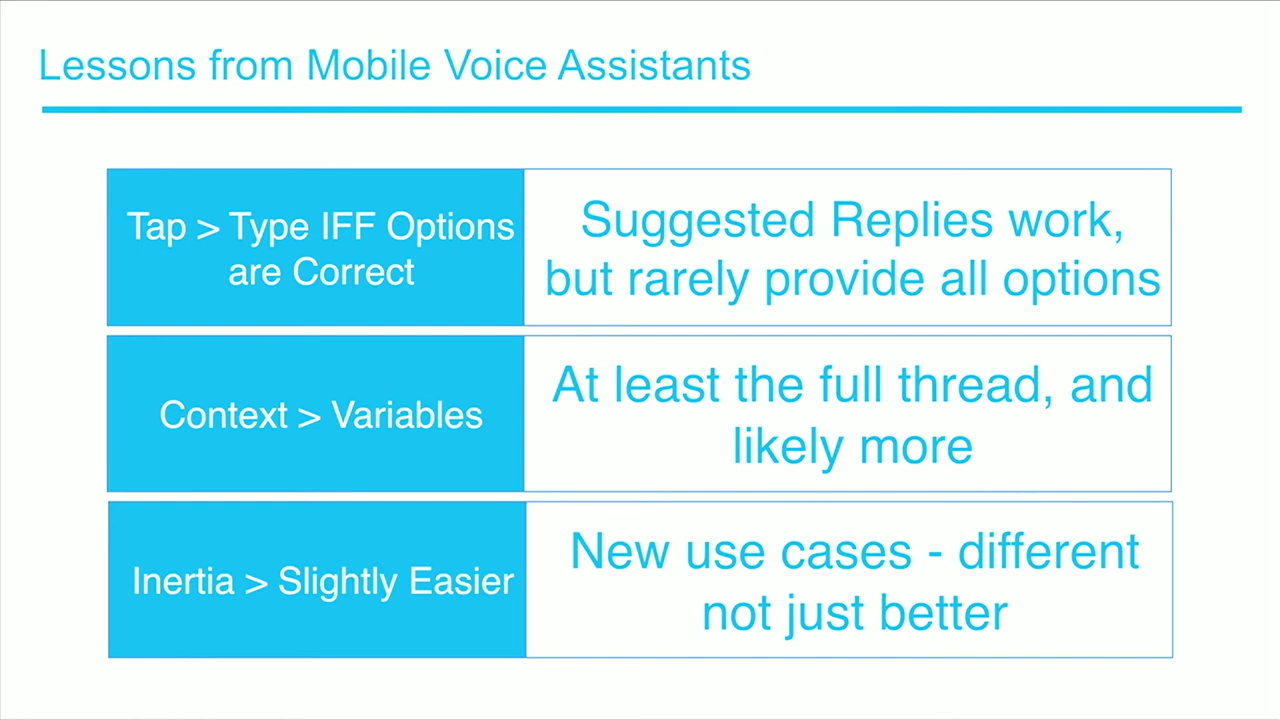 Lessons from Mobile Voice Assistants
Tap > Type IFF Options
are Correct
Suggested Replies work,
but rarely provide all options
Context > Variables
At least the full thread, and
likely more
Inertia > Slightly Easier
New use cases - different
not just better